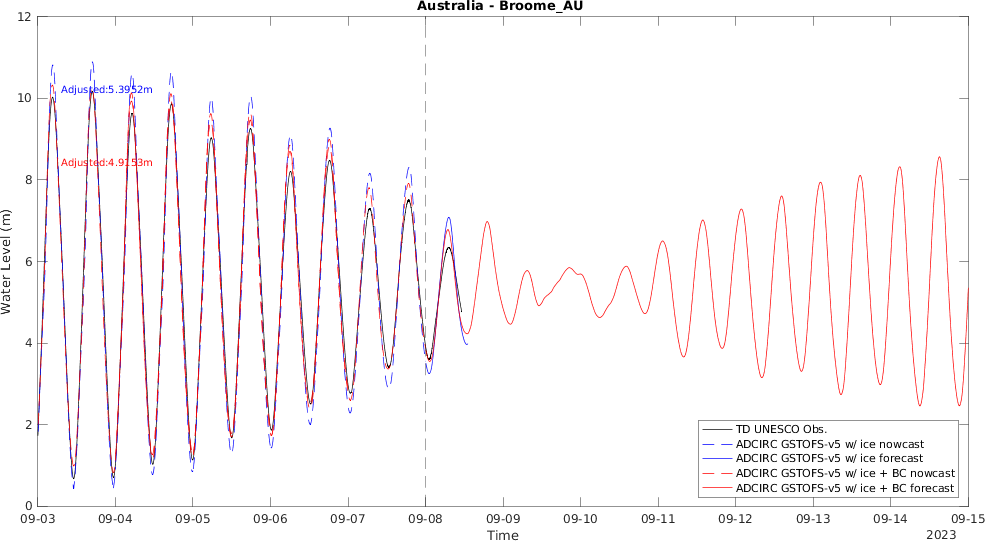 Australia - Broome_AU
12
10
8
6
4
2
0
Water Level (m)
Adjusted:5.3952m
Adjusted:4.9153m
TD UNESCO Obs.
ADCIRC GSTOFS-v5 w/ ice nowcast
ADCIRC GSTOFS-v5 w/ ice forecast
ADCIRC GSTOFS-v5 w/ ice + BC nowcast
ADCIRC GSTOFS-v5 w/ ice + BC forecast
09-03 09-04 09-05 09-06 09-07 09-08 09-09 09-10 09-11 09-12 09-13 09-14 09-15
Time
2023